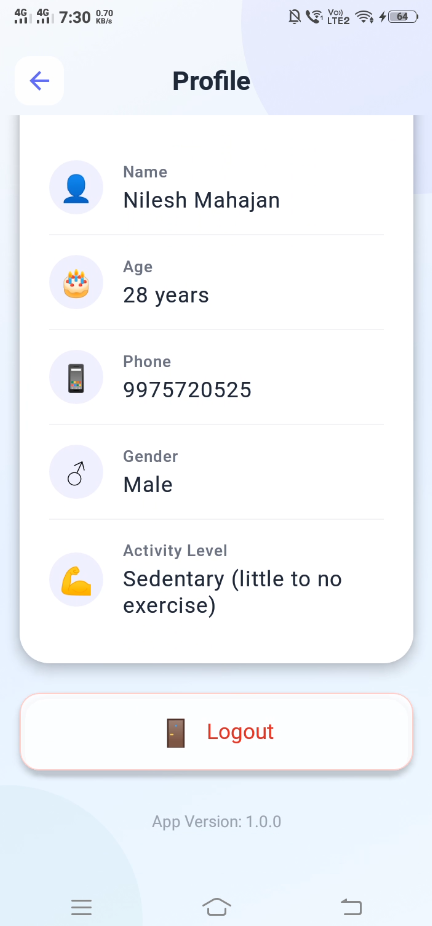 4G 4G 7:30 0.70 KB/s Vo) LTE2 64
Profile
Name
Nilesh Mahajan
Age
28 years
Phone
9975720525
Gender
Male
Activity Level
Sedentary (little to no
exercise)
Logout
App Version: 1.0.0